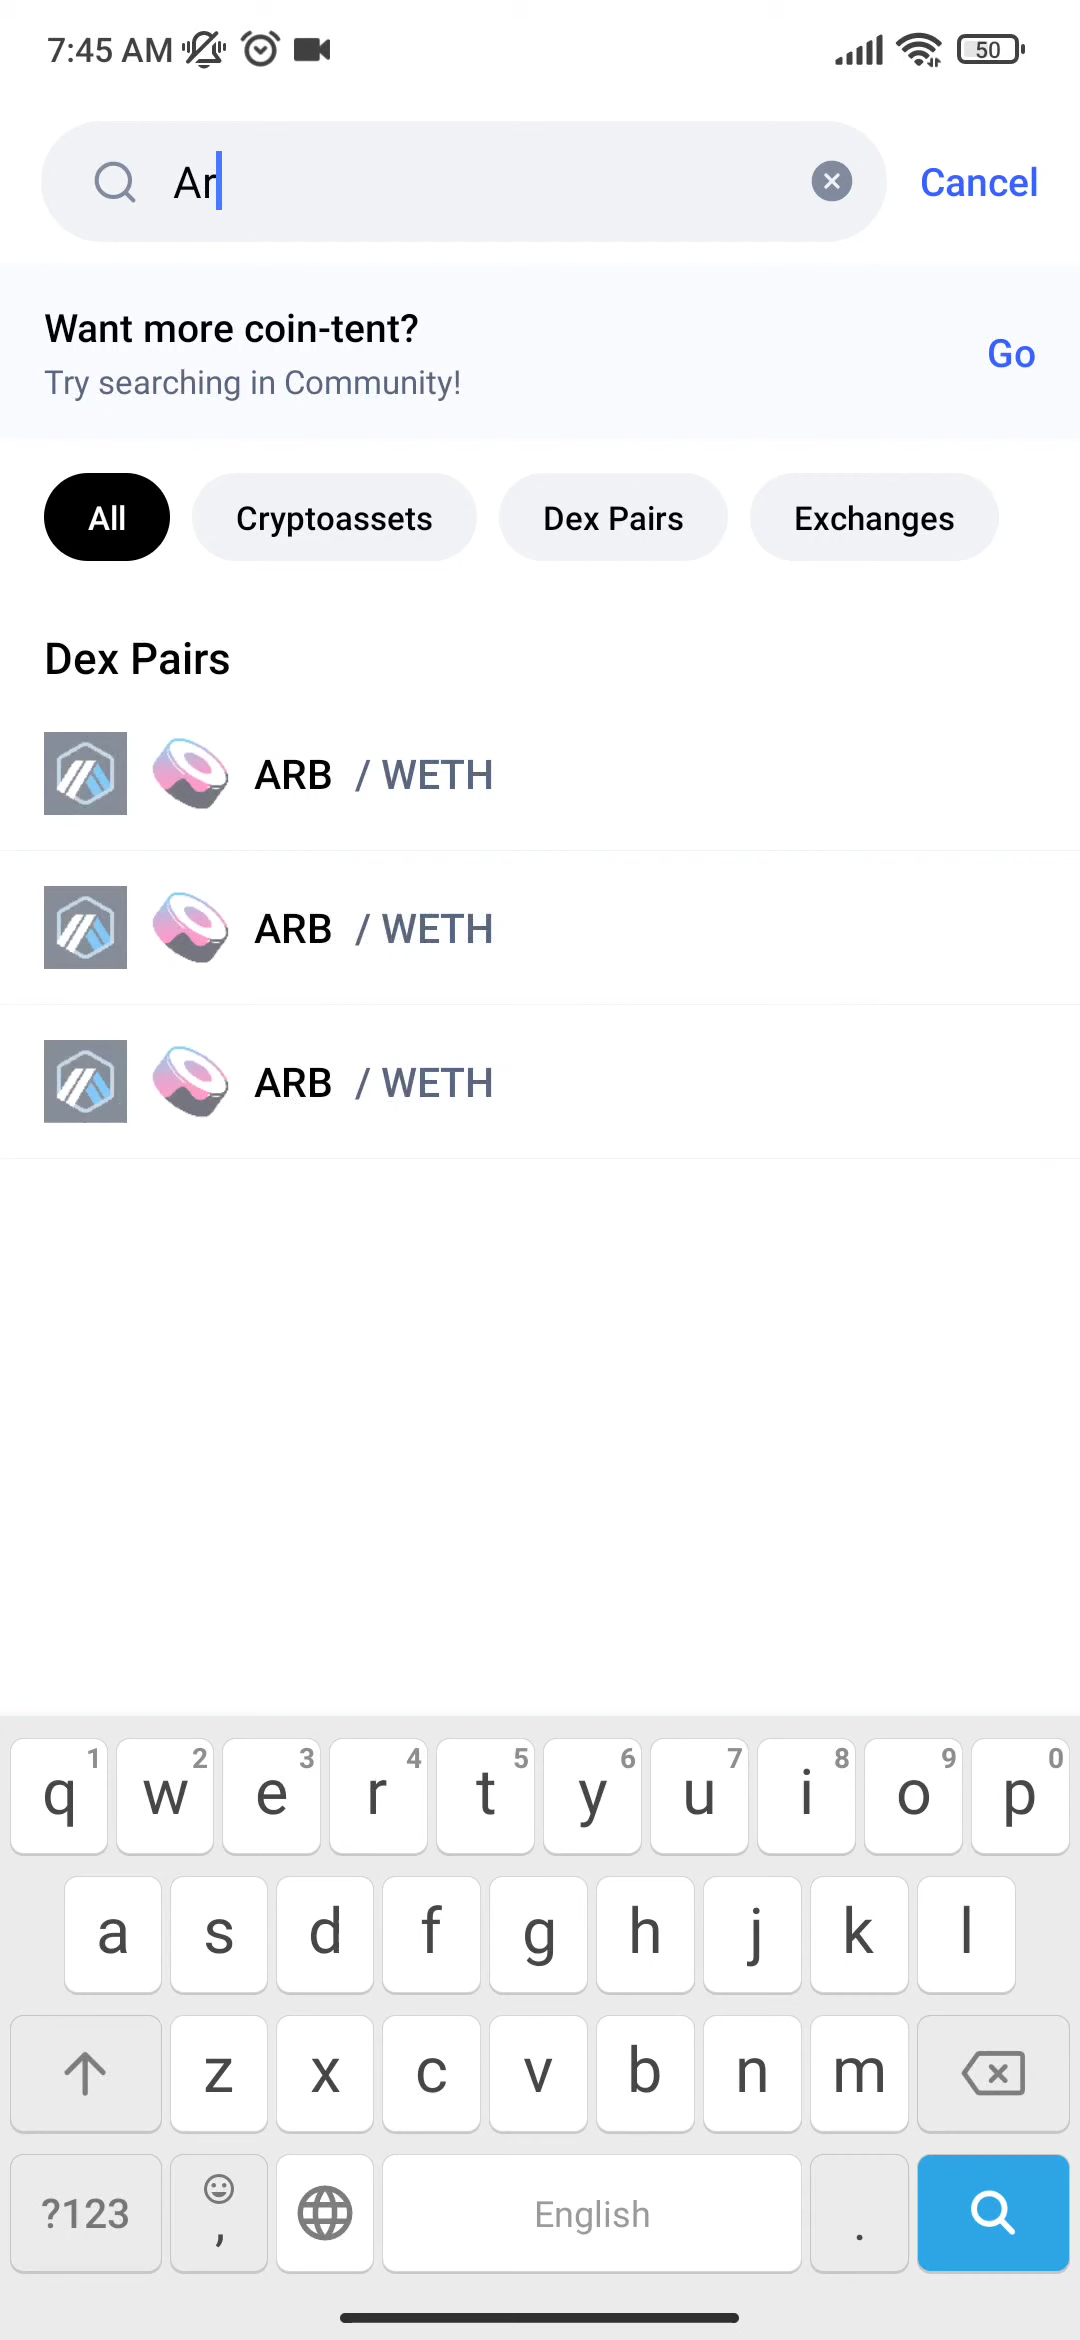 7:45 AM 50
Ar Cancel
Want more coin-tent?
Try searching in Community!
Go
All Cryptoassets Dex Pairs Exchanges
Dex Pairs
ARB / WETH
ARB / WETH
ARB / WETH
1 2 3 4 5 6 7 8 9 0
q w e r t y u i o p
a s d f g h j k l
z x c v b n m
?123 , English .